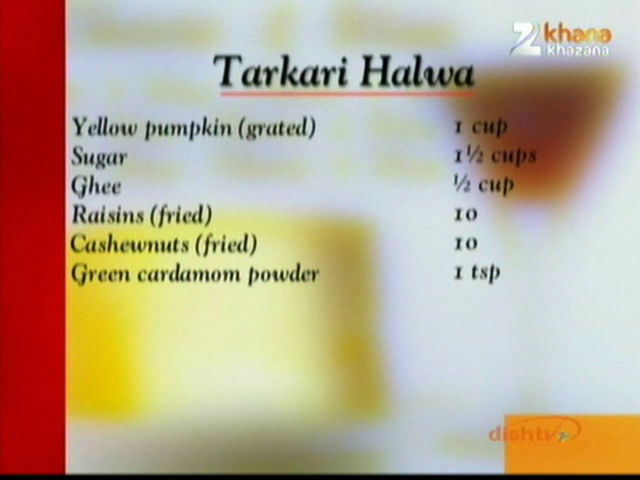 Z khana
khazana
Tarkari Halwa
Yellow pumpkin (grated) 1 cup
Sugar 1½ cups
Ghee ½ cup
Raisins (fried) 10
Cashewnuts (fried) 10
Green cardamom powder 1 tsp
dishtv